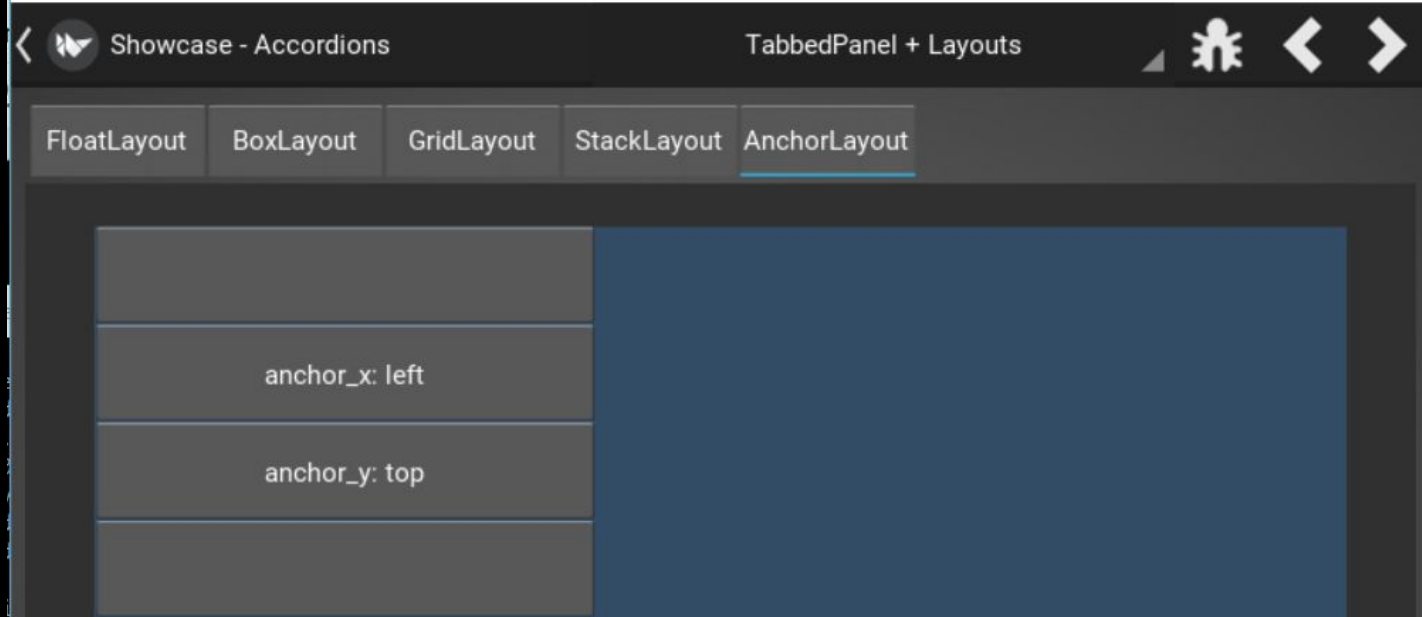 Showcase - Accordions TabbedPanel + Layouts
FloatLayout BoxLayout GridLayout StackLayout AnchorLayout
anchor_x: left
anchor_y: top